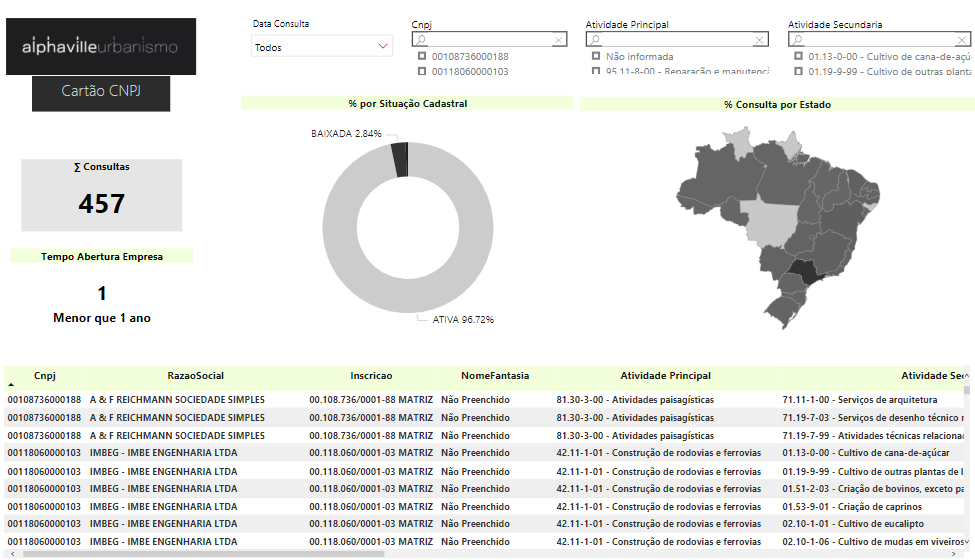 alphavilleurbanismo
Cartão CNPJ
Data Consulta
Todos
Cnpj
00108736000188
00118060000103
Atividade Principal
Não informada
95.11-8-00 - Reparação e manutenç
Atividade Secundaria
01.13-0-00 - Cultivo de cana-de-açú
01.19-9-99 - Cultivo de outras planta
∑ Consultas
457
Tempo Abertura Empresa
1
Menor que 1 ano
% por Situação Cadastral
BAIXADA 2.84%
ATIVA 96.72%
% Consulta por Estado
Cnpj RazaoSocial Inscricao NomeFantasia Atividade Principal Atividade Sec
00108736000188 A & F REICHMANN SOCIEDADE SIMPLES 00.108.736/0001-88 MATRIZ Não Preenchido 81.30-3-00 - Atividades paisagísticas 71.11-1-00 - Serviços de arquitetura
00108736000188 A & F REICHMANN SOCIEDADE SIMPLES 00.108.736/0001-88 MATRIZ Não Preenchido 81.30-3-00 - Atividades paisagísticas 71.19-7-03 - Serviços de desenho técnico r
00108736000188 A & F REICHMANN SOCIEDADE SIMPLES 00.108.736/0001-88 MATRIZ Não Preenchido 81.30-3-00 - Atividades paisagísticas 71.19-7-99 - Atividades técnicas relacionad
00118060000103 IMBEG - IMBE ENGENHARIA LTDA 00.118.060/0001-03 MATRIZ Não Preenchido 42.11-1-01 - Construção de rodovias e ferrovias 01.13-0-00 - Cultivo de cana-de-açúcar
00118060000103 IMBEG - IMBE ENGENHARIA LTDA 00.118.060/0001-03 MATRIZ Não Preenchido 42.11-1-01 - Construção de rodovias e ferrovias 01.19-9-99 - Cultivo de outras plantas de l
00118060000103 IMBEG - IMBE ENGENHARIA LTDA 00.118.060/0001-03 MATRIZ Não Preenchido 42.11-1-01 - Construção de rodovias e ferrovias 01.51-2-03 - Criação de bovinos, exceto pa
00118060000103 IMBEG - IMBE ENGENHARIA LTDA 00.118.060/0001-03 MATRIZ Não Preenchido 42.11-1-01 - Construção de rodovias e ferrovias 01.53-9-01 - Criação de caprinos
00118060000103 IMBEG - IMBE ENGENHARIA LTDA 00.118.060/0001-03 MATRIZ Não Preenchido 42.11-1-01 - Construção de rodovias e ferrovias 02.10-1-01 - Cultivo de eucalipto
00118060000103 IMBEG - IMBE ENGENHARIA LTDA 00.118.060/0001-03 MATRIZ Não Preenchido 42.11-1-01 - Construção de rodovias e ferrovias 02.10-1-06 - Cultivo de mudas em viveiros